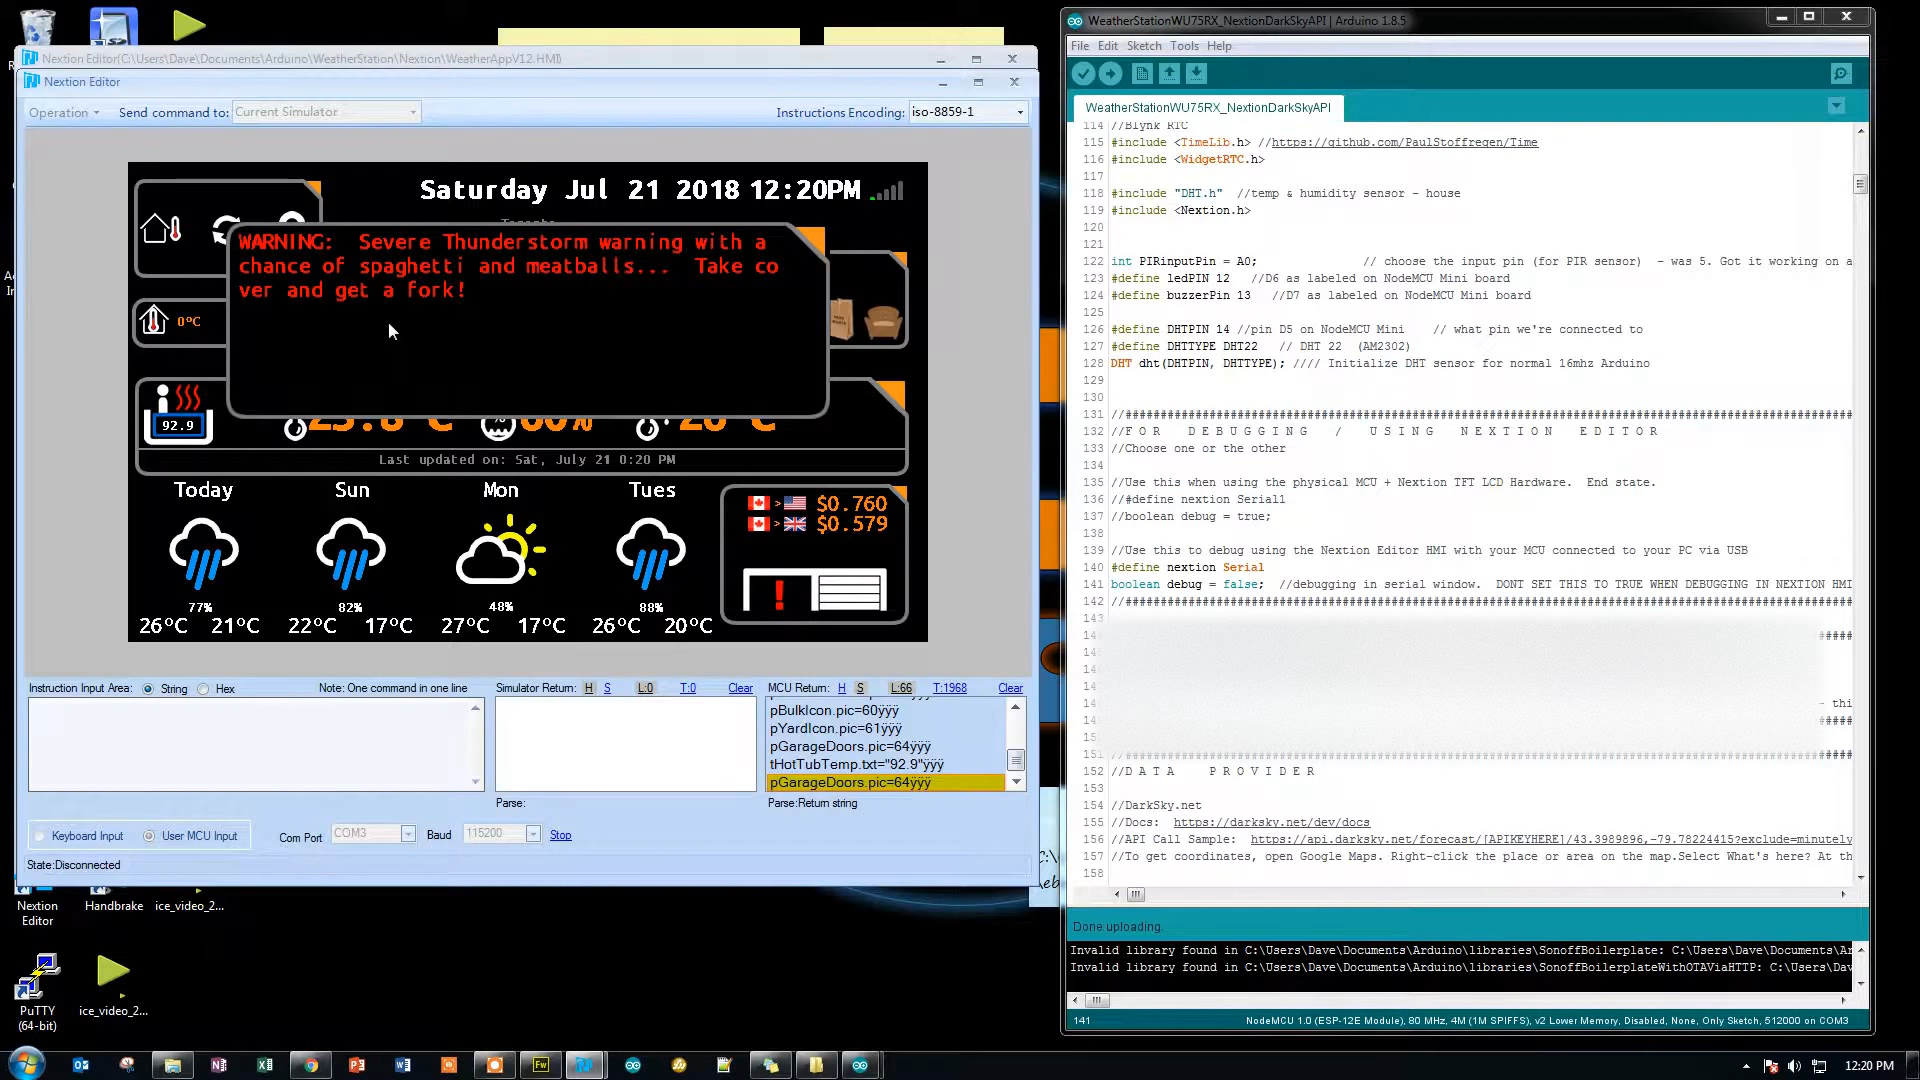 Nextion Editor(C:\Users\Dave\Documents\Arduino\WeatherStation\Nextion\WeatherAppV12.HMI)
Nextion Editor
Operation
Send command to:
Current Simulator
Instructions Encoding:
iso-8859-1
Saturday Jul 21 2018 12:20PM
WARNING:  Severe Thunderstorm warning with a
chance of spaghetti and meatballs...  Take co
ver and get a fork!
0°C
92.9
Last updated on: Sat, July 21 0:20 PM
Today
Sun
Mon
Tues
> $0.760
> $0.579
77%
82%
48%
88%
26°C 21°C
22°C 17°C
27°C 17°C
26°C 20°C
Instruction Input Area:
String
Hex
Note: One command in one line
Simulator Return: H S L:0 T:0 Clear
MCU Return: H S L:66 T:1968 Clear
pBulkIcon.pic=60ÿÿÿ
pYardIcon.pic=61ÿÿÿ
pGarageDoors.pic=64ÿÿÿ
tHotTubTemp.txt="92.9"ÿÿÿ
pGarageDoors.pic=64ÿÿÿ
Parse:
Parse:Return string
Keyboard Input
User MCU Input
Com Port
COM3
Baud
115200
Stop
State:Disconnected
Nextion
Editor
Handbrake
ice_video_2...
PuTTY
(64-bit)
ice_video_2...
WeatherStationWU75RX_NextionDarkSkyAPI | Arduino 1.8.5
File Edit Sketch Tools Help
WeatherStationWU75RX_NextionDarkSkyAPI
114 //Blynk RTC
115 #include <TimeLib.h> //https://github.com/PaulStoffregen/Time
116 #include <WidgetRTC.h>
117
118 #include "DHT.h"  //temp & humidity sensor - house
119 #include <Nextion.h>
120
121
122 int PIRinputPin = A0;               // choose the input pin (for PIR sensor)  - was 5. Got it working on a
123 #define ledPIN 12   //D6 as labeled on NodeMCU Mini board
124 #define buzzerPin 13   //D7 as labeled on NodeMCU Mini board
125
126 #define DHTPIN 14 //pin D5 on NodeMCU Mini    // what pin we're connected to
127 #define DHTTYPE DHT22   // DHT 22  (AM2302)
128 DHT dht(DHTPIN, DHTTYPE); //// Initialize DHT sensor for normal 16mhz Arduino
129
130
131 //########################################################################################################
132 //F O R   D E B U G G I N G   /   U S I N G   N E X T I O N   E D I T O R
133 //Choose one or the other
134
135 //Use this when using the physical MCU + Nextion TFT LCD Hardware.  End state.
136 //#define nextion Serial1
137 //boolean debug = true;
138
139 //Use this to debug using the Nextion Editor HMI with your MCU connected to your PC via USB
140 #define nextion Serial
141 boolean debug = false;  //debugging in serial window.  DONT SET THIS TO TRUE WHEN DEBUGGING IN NEXTION HMI
142 //########################################################################################################
143
#####
- thi
#####
151 //########################################################################################################
152 //D A T A    P R O V I D E R
153
154 //DarkSky.net
155 //Docs:  https://darksky.net/dev/docs
156 //API Call Sample:  https://api.darksky.net/forecast/[APIKEYHERE]/43.3989896,-79.78224415?exclude=minutely
157 //To get coordinates, open Google Maps. Right-click the place or area on the map.Select What's here? At th
158
Done uploading.
Invalid library found in C:\Users\Dave\Documents\Arduino\libraries\SonoffBoilerplate: C:\Users\Dave\Documents\Ar
Invalid library found in C:\Users\Dave\Documents\Arduino\libraries\SonoffBoilerplateWithOTAViaHTTP: C:\Users\Dav
141
NodeMCU 1.0 (ESP-12E Module), 80 MHz, 4M (1M SPIFFS), v2 Lower Memory, Disabled, None, Only Sketch, 512000 on COM3
12:20 PM